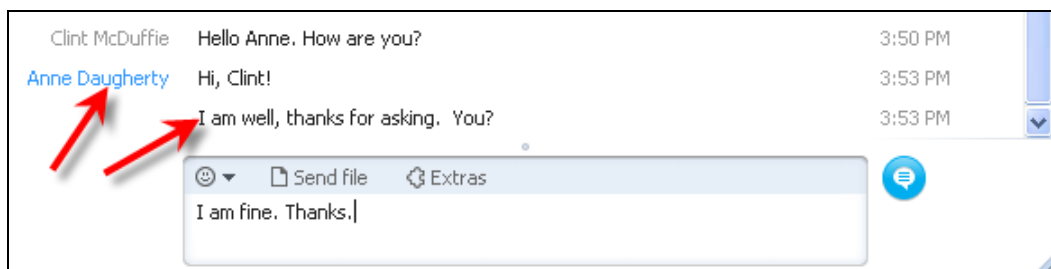 Clint McDuffie Hello Anne. How are you? 3:50 PM
Anne Daugherty Hi, Clint! 3:53 PM
I am well, thanks for asking. You? 3:53 PM
Send file Extras
I am fine. Thanks.